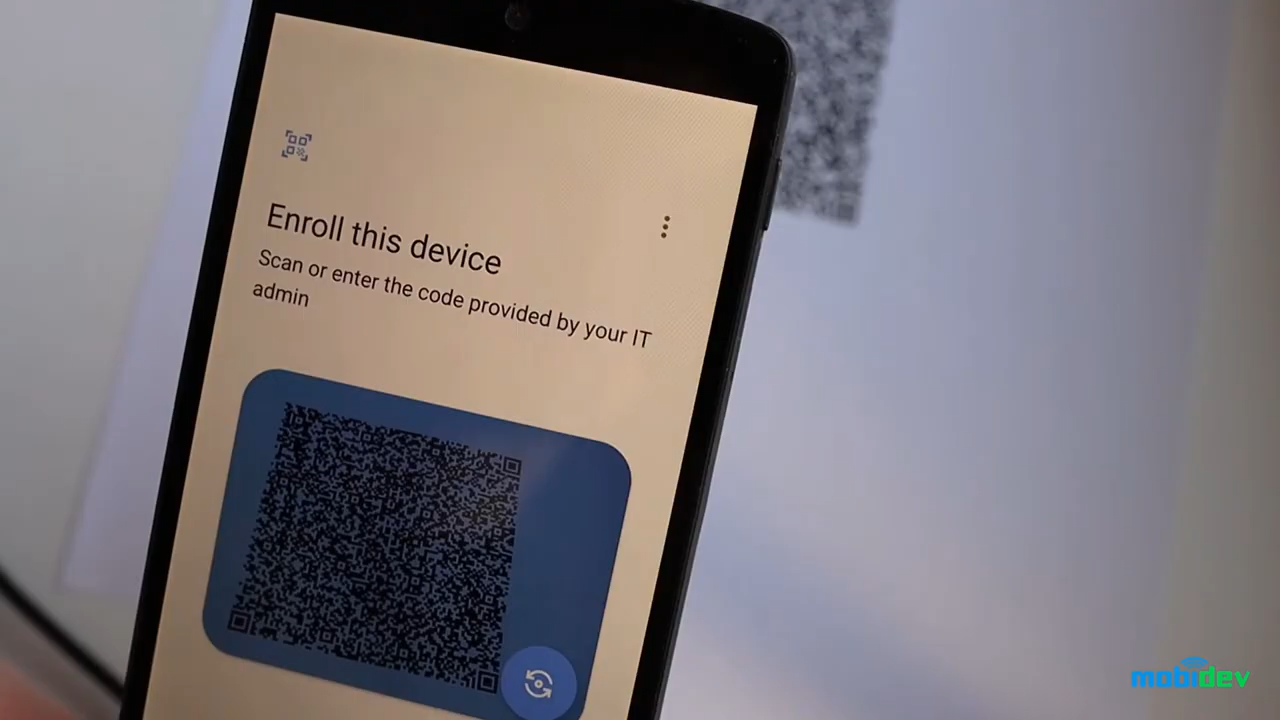 Enroll this device
Scan or enter the code provided by your IT
admin
mobidev